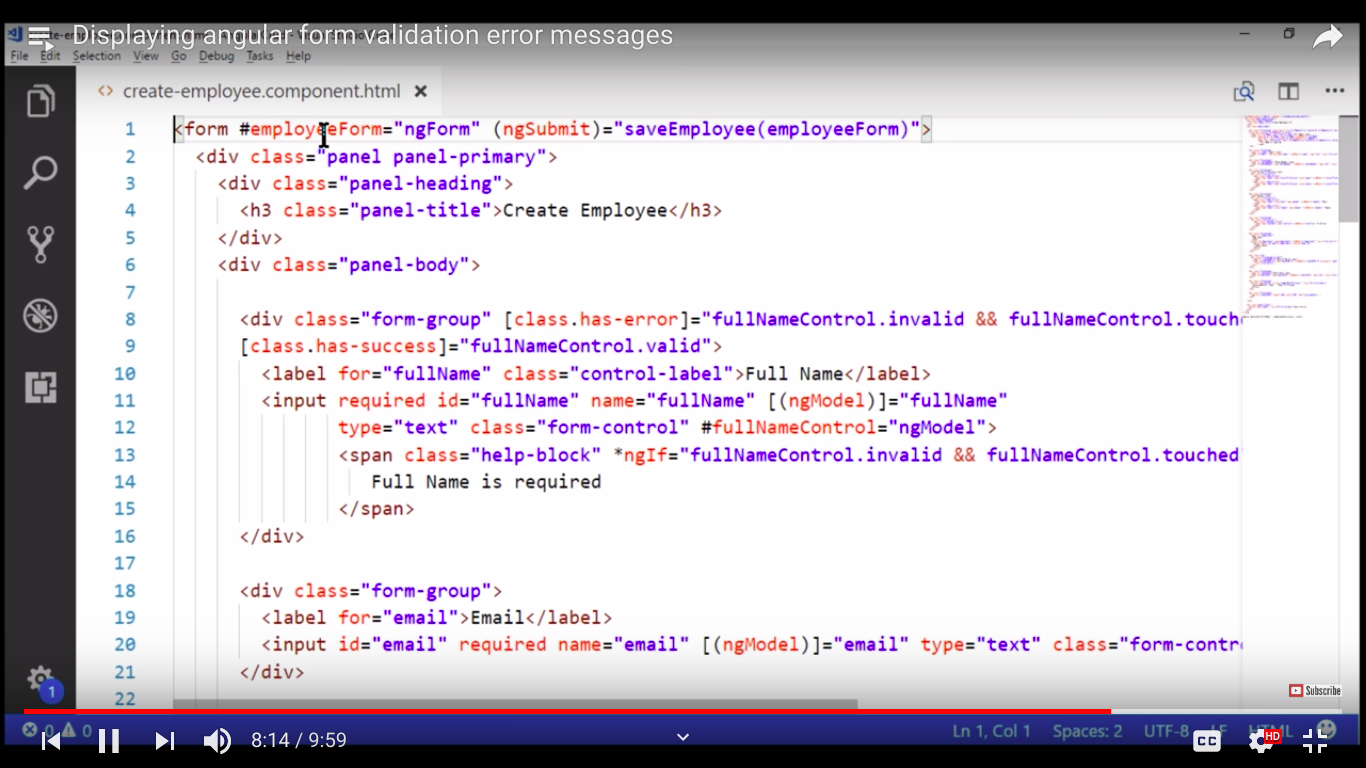 Displaying angular form validation error messages
File Edit Selection View Go Debug Tasks Help
create-employee.component.html
1 <form #employeeForm="ngForm" (ngSubmit)="saveEmployee(employeeForm)">
2 <div class="panel panel-primary">
3 <div class="panel-heading">
4 <h3 class="panel-title">Create Employee</h3>
5 </div>
6 <div class="panel-body">
7
8 <div class="form-group" [class.has-error]="fullNameControl.invalid && fullNameControl.touche
9 [class.has-success]="fullNameControl.valid">
10 <label for="fullName" class="control-label">Full Name</label>
11 <input required id="fullName" name="fullName" [(ngModel)]="fullName"
12 type="text" class="form-control" #fullNameControl="ngModel">
13 <span class="help-block" *ngIf="fullNameControl.invalid && fullNameControl.touched
14 Full Name is required
15 </span>
16 </div>
17
18 <div class="form-group">
19 <label for="email">Email</label>
20 <input id="email" required name="email" [(ngModel)]="email" type="text" class="form-contr
21 </div>
22
1
Subscribe
0 0
Ln 1, Col 1 Spaces: 2 UTF-8 LF HTML
8:14 / 9:59
CC HD